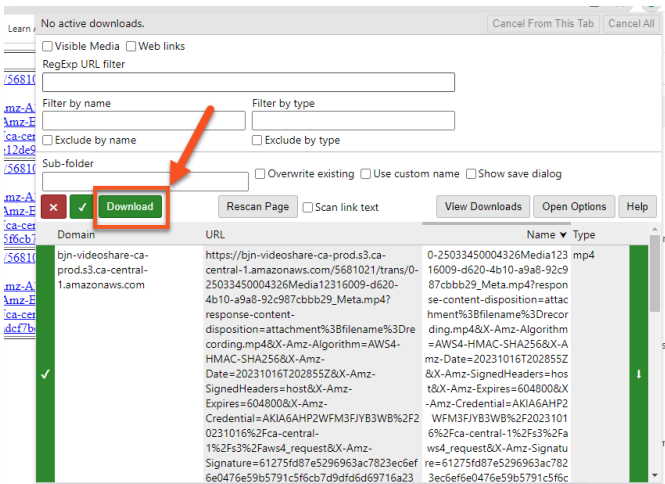 No active downloads.
Cancel From This Tab
Cancel All
Learn
Visible Media
Web links
RegExp URL filter
Filter by name
Filter by type
Exclude by name
Exclude by type
Sub-folder
Overwrite existing
Use custom name
Show save dialog
Download
Rescan Page
Scan link text
View Downloads
Open Options
Help
Domain
URL
Name
Type
bjn-videoshare-ca-
prod.s3.ca-central-
1.amazonaws.com
https://bjn-videoshare-ca-prod.s3.ca-
central-1.amazonaws.com/5681021/trans/0-
25033450004326Media12316009-d620-
4b10-a9a8-92c987cbbb29_Meta.mp4?
response-content-
disposition=attachment%3Bfilename%3Dre
cording.mp4&X-Amz-Algorithm=AWS4-
HMAC-SHA256&X-Amz-
Date=20231016T202855Z&X-Amz-
SignedHeaders=host&X-Amz-
Expires=604800&X-Amz-
Credential=AKIA6AHP2WFM3FJYB3WB%2F2
0231016%2Fca-central-
1%2Fs3%2Faws4_request&X-Amz-
Signature=61275fd87e5296963ac7823ec6ef
6e0476e59b5791c5f6cb7d9dfd6d69716a23
0-25033450004326Media123
16009-d620-4b10-a9a8-92c9
87cbbb29_Meta.mp4?respon
se-content-disposition=attac
hment%3Bfilename%3Drecor
ding.mp4&X-Amz-Algorithm
=AWS4-HMAC-SHA256&X-A
mz-Date=20231016T202855Z
&X-Amz-SignedHeaders=hos
t&X-Amz-Expires=604800&X
-Amz-Credential=AKIA6AHP2
WFM3FJYB3WB%2F2023101
6%2Fca-central-1%2Fs3%2Fa
ws4_request&X-Amz-Signatu
re=61275fd87e5296963ac782
3ec6ef6e0476e59b5791c5f6c
mp4